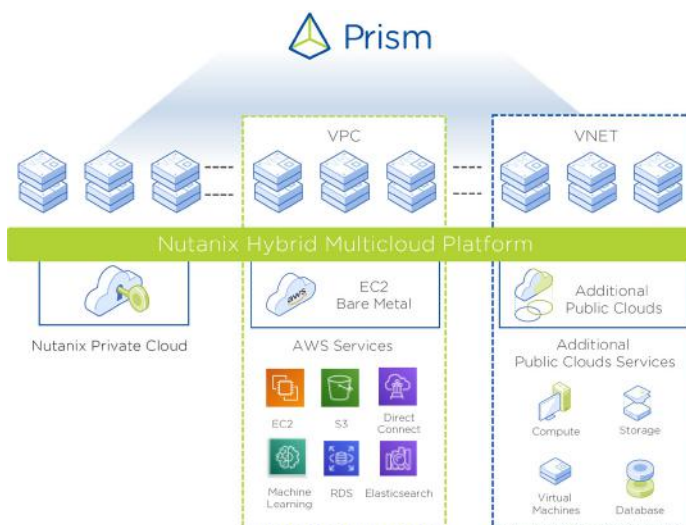 Prism
VPC
VNET
Nutanix Hybrid Multicloud Platform
Nutanix Private Cloud
aws
EC2
Bare Metal
Additional
Public Clouds
AWS Services
EC2
S3
Direct
Connect
Machine
Learning
RDS
Elasticsearch
Additional
Public Clouds Services
Compute
Storage
Virtual
Machines
Database